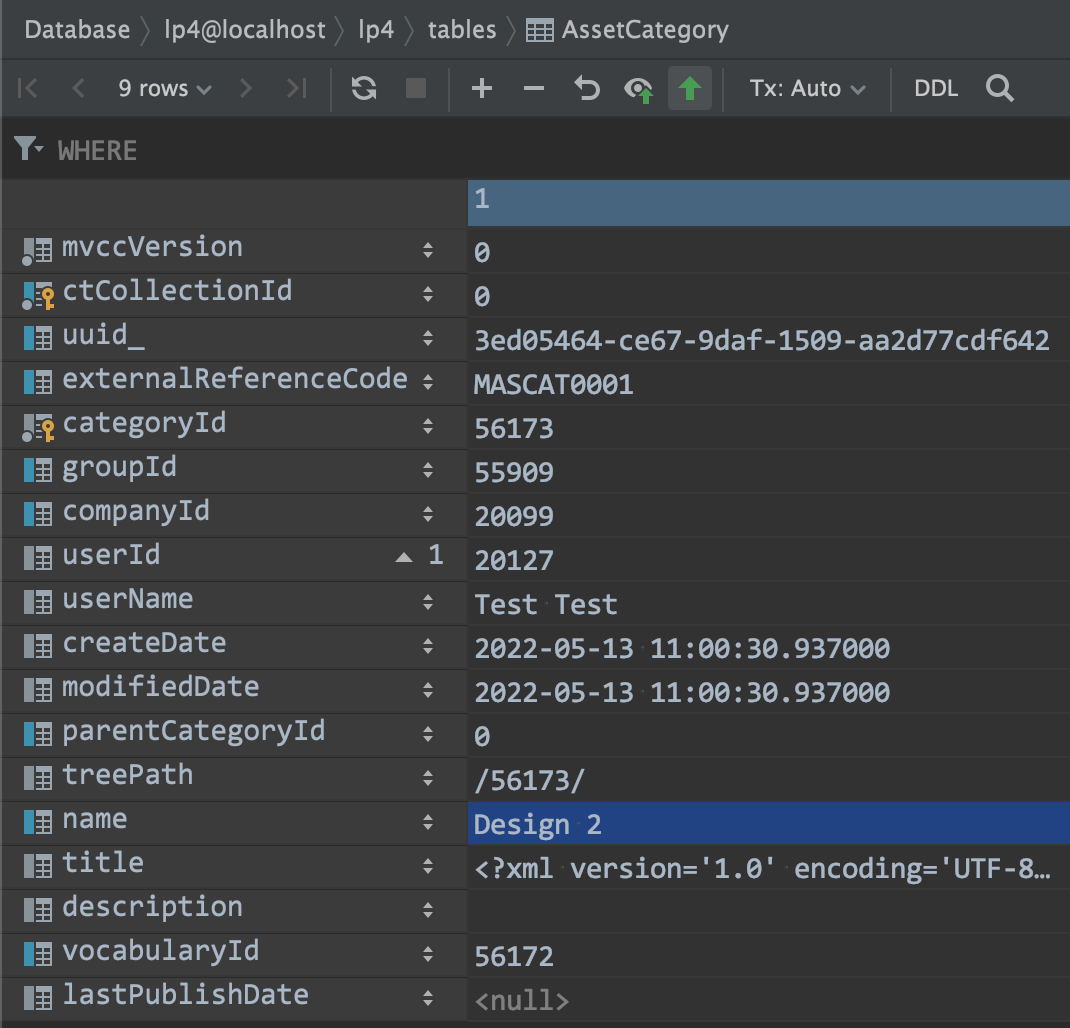 Database lp4@localhost lp4 tables AssetCategory
9 rows Tx: Auto DDL
WHERE
1
mvccVersion 0
ctCollectionId 0
uuid_ 3ed05464-ce67-9daf-1509-aa2d77cdf642
externalReferenceCode MASCAT0001
categoryId 56173
groupId 55909
companyId 20099
userId 1 20127
userName Test Test
createDate 2022-05-13 11:00:30.937000
modifiedDate 2022-05-13 11:00:30.937000
parentCategoryId 0
treePath /56173/
name Design 2
title <?xml version='1.0' encoding='UTF-8…
description
vocabularyId 56172
lastPublishDate <null>